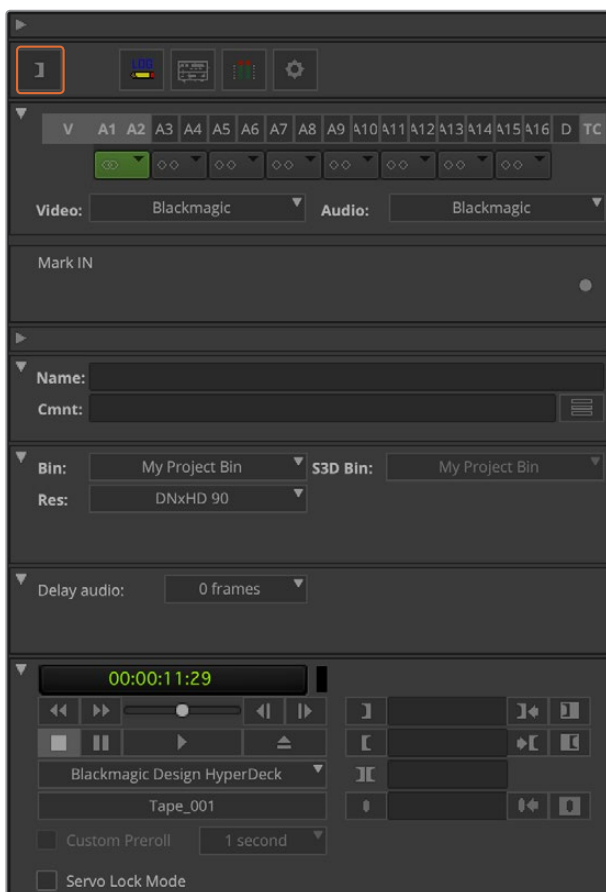 LOG
V A1 A2 A3 A4 A5 A6 A7 A8 A9 A10 A11 A12 A13 A14 A15 A16 D TC
Video: Blackmagic Audio: Blackmagic
Mark IN
Name:
Cmnt:
Bin: My Project Bin S3D Bin: My Project Bin
Res: DNxHD 90
Delay audio: 0 frames
00:00:11:29
Blackmagic Design HyperDeck
Tape_001
Custom Preroll 1 second
Servo Lock Mode